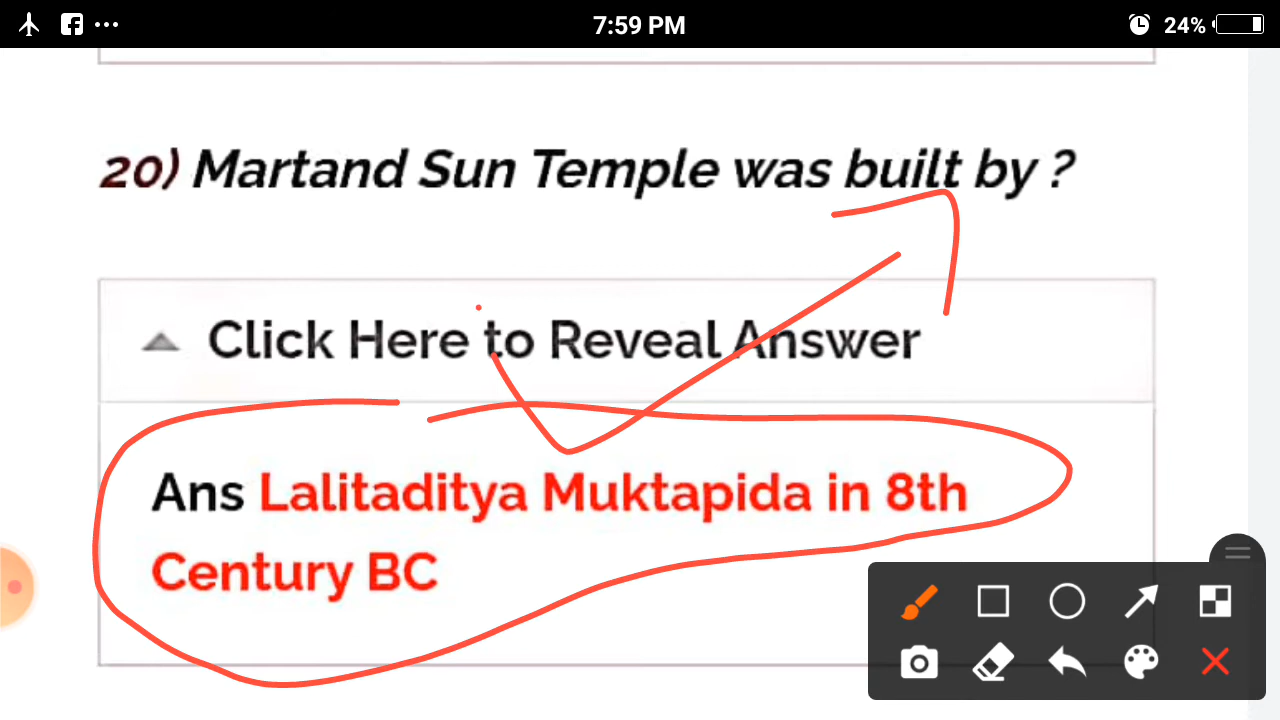 7:59 PM
24%
20) Martand Sun Temple was built by ?
Click Here to Reveal Answer
Ans Lalitaditya Muktapida in 8th
Century BC